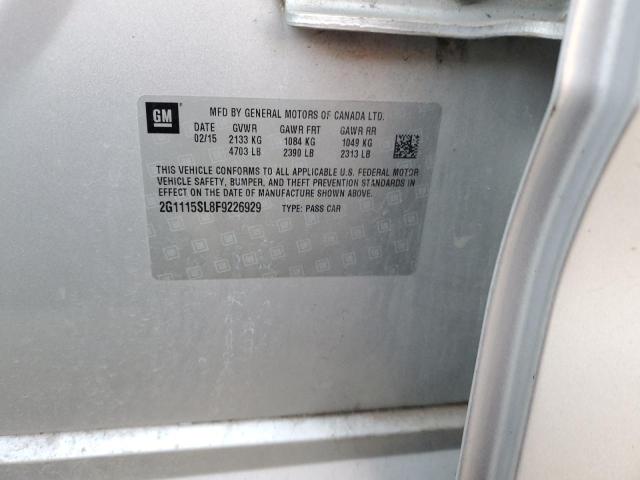 GM
MFD BY GENERAL MOTORS OF CANADA LTD.
DATE GVWR GAWR FRT GAWR RR
02/15 2133 KG 1084 KG 1049 KG
4703 LB 2390 LB 2313 LB
THIS VEHICLE CONFORMS TO ALL APPLICABLE U.S. FEDERAL MOTOR
VEHICLE SAFETY, BUMPER, AND THEFT PREVENTION STANDARDS IN
EFFECT ON THE DATE OF MANUFACTURE SHOWN ABOVE.
2G1115SL8F9226929 TYPE: PASS CAR